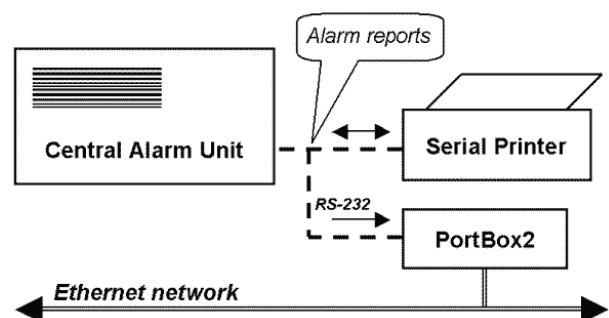 Alarm reports
Central Alarm Unit
Serial Printer
RS-232
PortBox2
Ethernet network